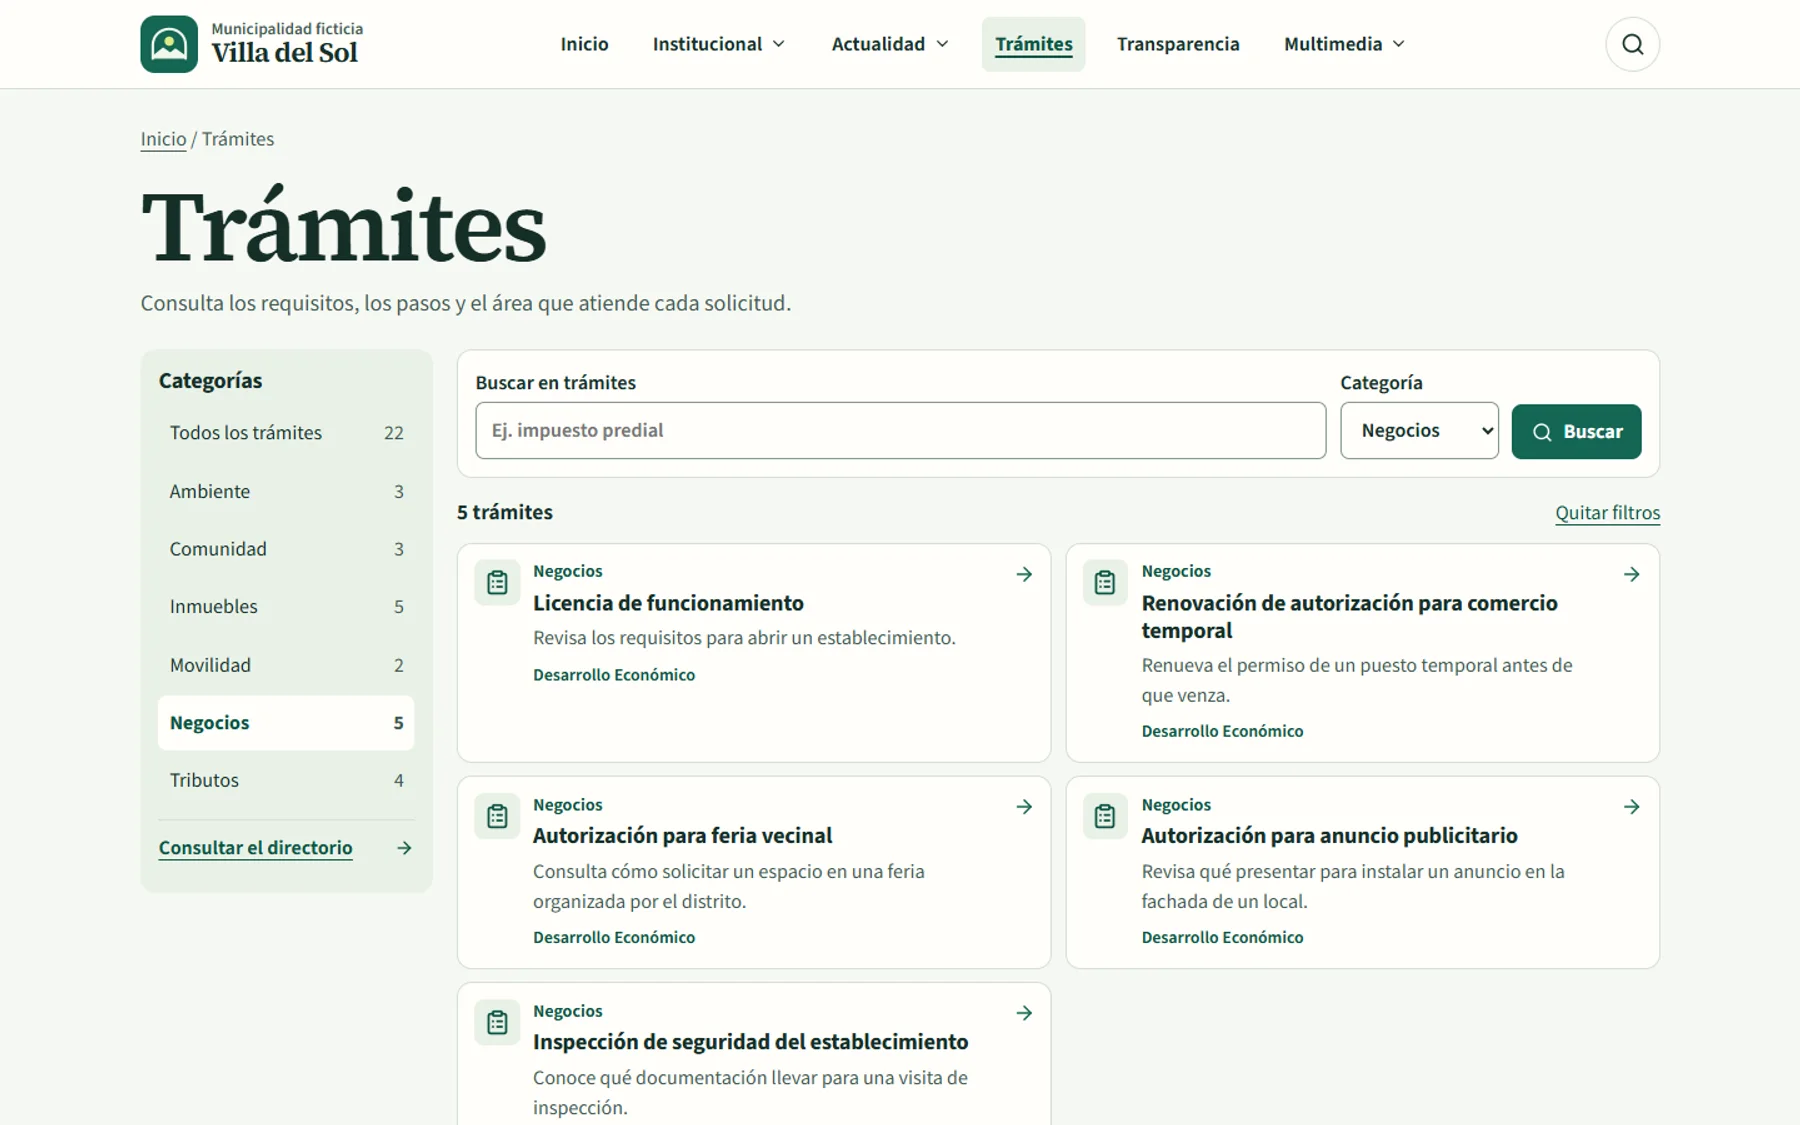 Municipalidad ficticia
Villa del Sol
Inicio
Institucional
Actualidad
Trámites
Transparencia
Multimedia
Inicio / Trámites
Trámites
Consulta los requisitos, los pasos y el área que atiende cada solicitud.
Categorías
Todos los trámites 22
Ambiente 3
Comunidad 3
Inmuebles 5
Movilidad 2
Negocios 5
Tributos 4
Consultar el directorio
Buscar en trámites
Ej. impuesto predial
Categoría
Negocios
Buscar
5 trámites
Quitar filtros
Negocios
Licencia de funcionamiento
Revisa los requisitos para abrir un establecimiento.
Desarrollo Económico
Negocios
Renovación de autorización para comercio
temporal
Renueva el permiso de un puesto temporal antes de
que venza.
Desarrollo Económico
Negocios
Autorización para feria vecinal
Consulta cómo solicitar un espacio en una feria
organizada por el distrito.
Desarrollo Económico
Negocios
Autorización para anuncio publicitario
Revisa qué presentar para instalar un anuncio en la
fachada de un local.
Desarrollo Económico
Negocios
Inspección de seguridad del establecimiento
Conoce qué documentación llevar para una visita de
inspección.